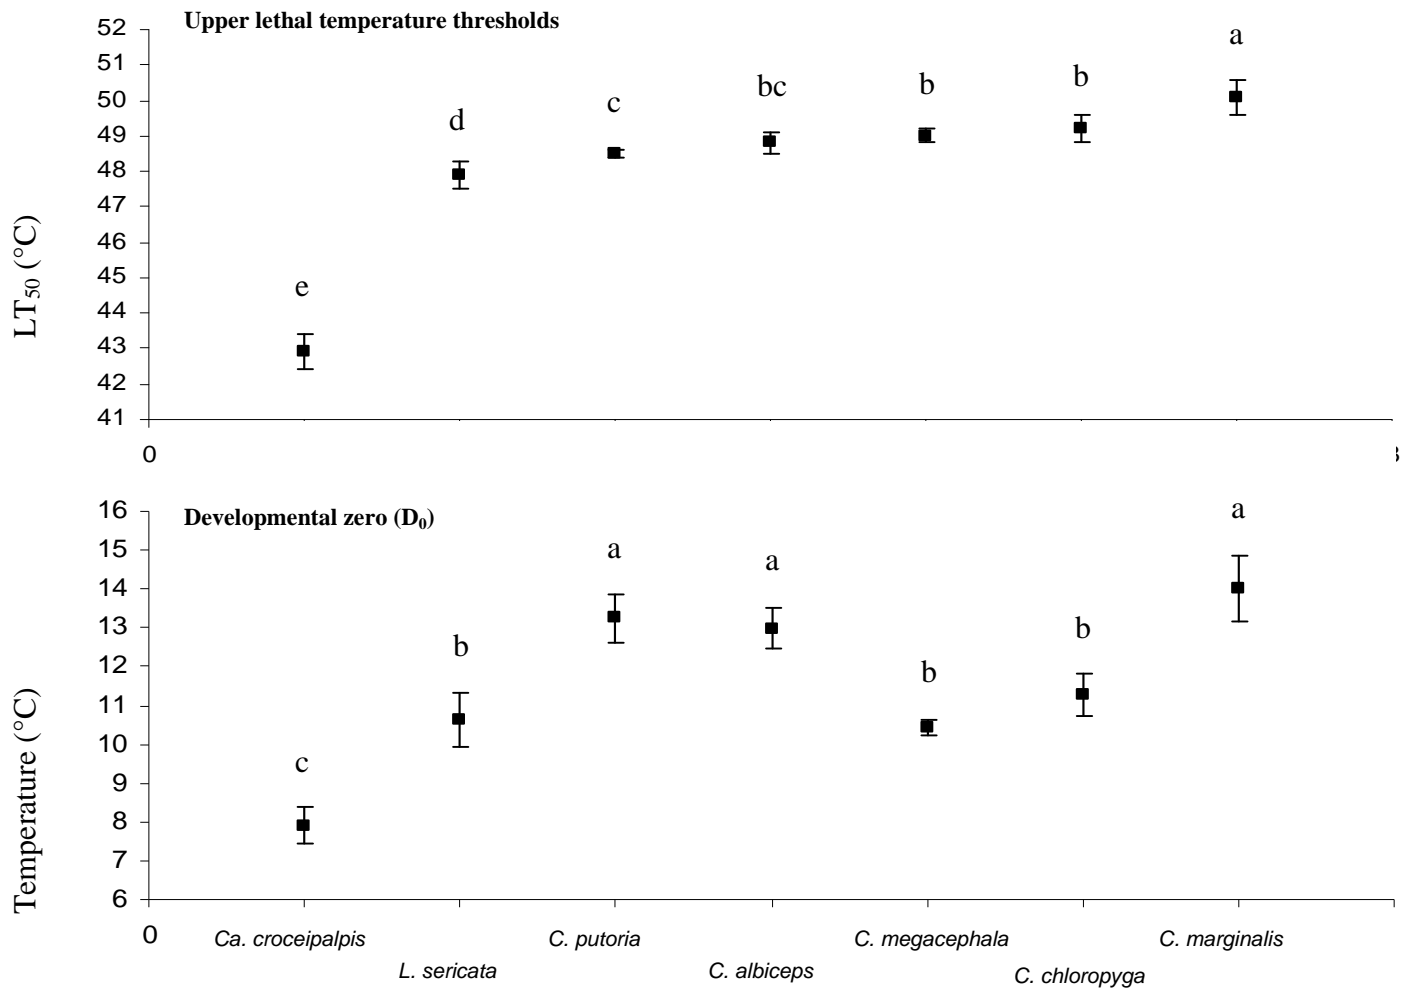 Upper lethal temperature thresholds
LT50 (°C)
52
51
50
49
48
47
46
45
44
43
42
41
e
d
c
bc
b
b
a
0
Developmental zero (D0)
Temperature (°C)
16
15
14
13
12
11
10
9
8
7
6
c
b
a
a
b
b
a
0
Ca. croceipalpis
L. sericata
C. putoria
C. albiceps
C. megacephala
C. chloropyga
C. marginalis